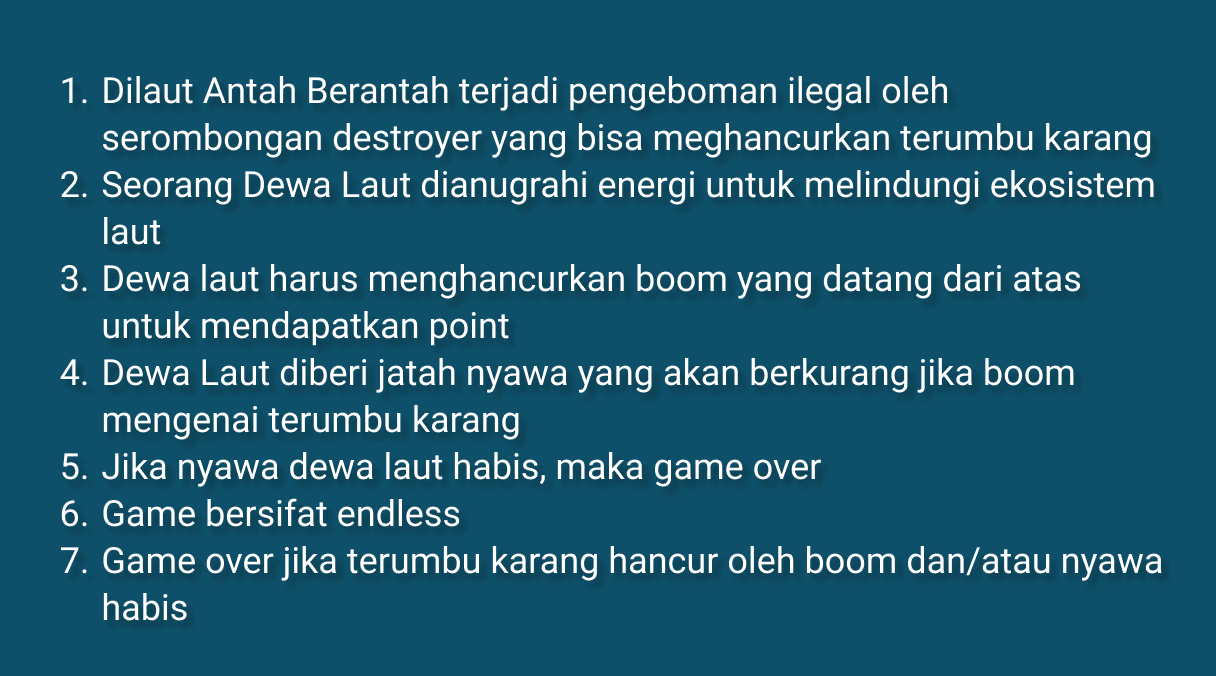 1. Dilaut Antah Berantah terjadi pengeboman ilegal oleh
serombongan destroyer yang bisa meghancurkan terumbu karang
2. Seorang Dewa Laut dianugrahi energi untuk melindungi ekosistem
laut
3. Dewa laut harus menghancurkan boom yang datang dari atas
untuk mendapatkan point
4. Dewa Laut diberi jatah nyawa yang akan berkurang jika boom
mengenai terumbu karang
5. Jika nyawa dewa laut habis, maka game over
6. Game bersifat endless
7. Game over jika terumbu karang hancur oleh boom dan/atau nyawa
habis